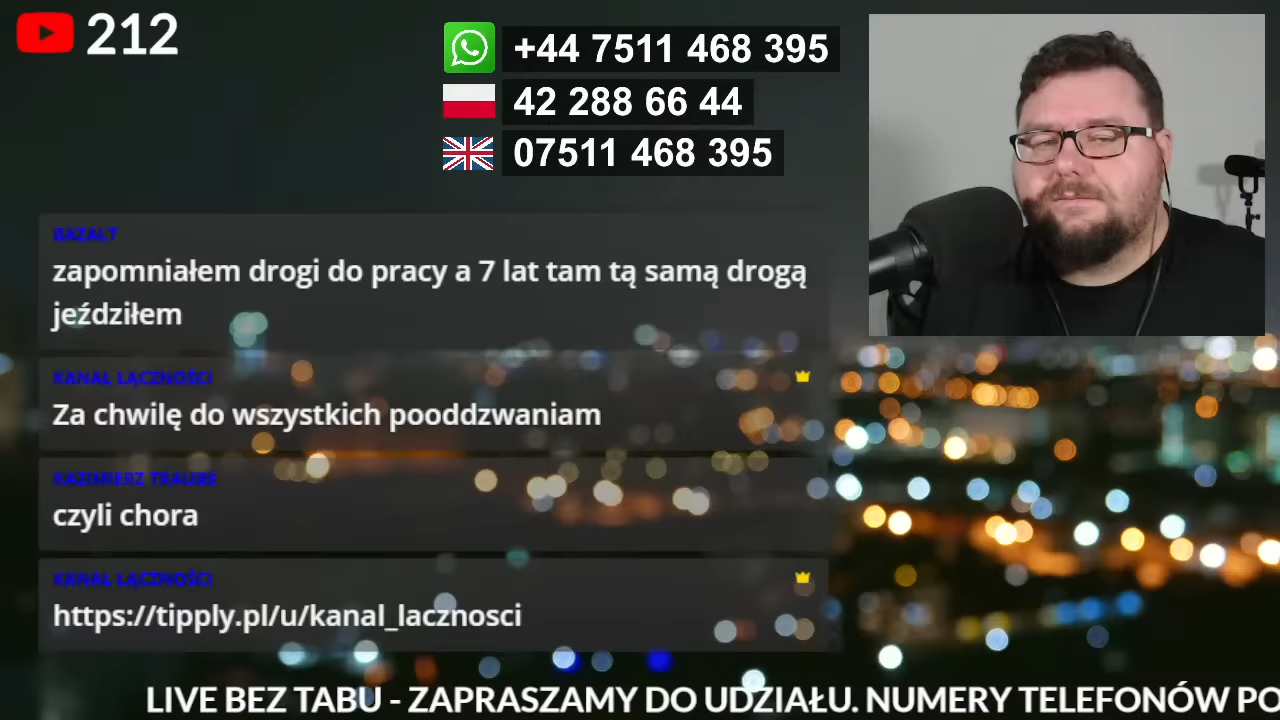 212
+44 7511 468 395
42 288 66 44
07511 468 395
BAZALT
zapomniałem drogi do pracy a 7 lat tam tą samą drogą
jeździłem
KANAŁ ŁĄCZNOŚCI
Za chwilę do wszystkich pooddzwaniam
KAZIMIERZ TRAUBE
czyli chora
KANAŁ ŁĄCZNOŚCI
https://tipply.pl/u/kanal_lacznosci
LIVE BEZ TABU - ZAPRASZAMY DO UDZIAŁU. NUMERY TELEFONÓW PO